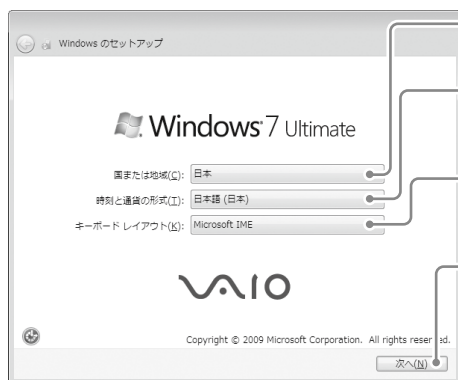 Windows のセットアップ
Windows 7 Ultimate
国または地域(C): 日本
時刻と通貨の形式(T): 日本語 (日本)
キーボード レイアウト(K): Microsoft IME
VAIO
Copyright © 2009 Microsoft Corporation. All rights reserved.
次へ(N)